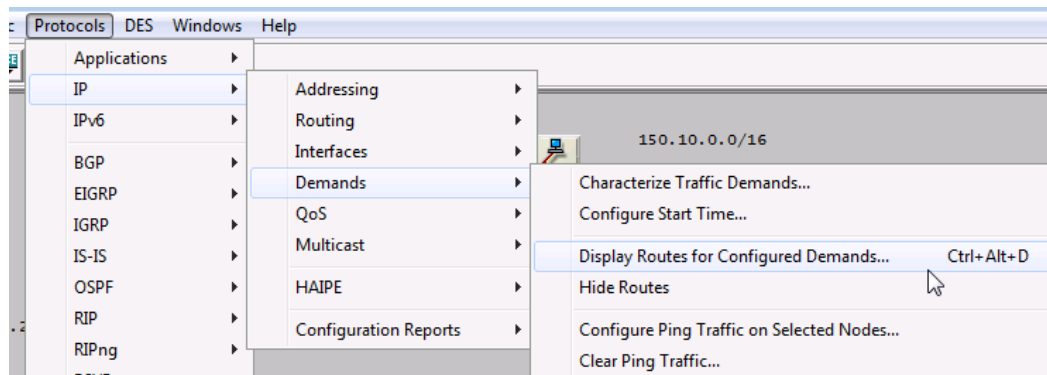 Protocols DES Windows Help
Applications
IP
IPv6
BGP
EIGRP
IGRP
IS-IS
OSPF
RIP
RIPng
Addressing
Routing
Interfaces
Demands
QoS
Multicast
HAIPE
Configuration Reports
150.10.0.0/16
Characterize Traffic Demands...
Configure Start Time...
Display Routes for Configured Demands... Ctrl+Alt+D
Hide Routes
Configure Ping Traffic on Selected Nodes...
Clear Ping Traffic...